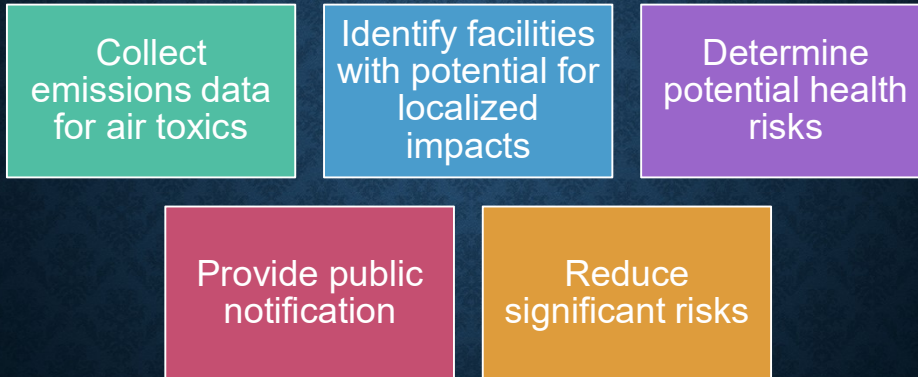 Collect
emissions data
for air toxics
Identify facilities
with potential for
localized
impacts
Determine
potential health
risks
Provide public
notification
Reduce
significant risks